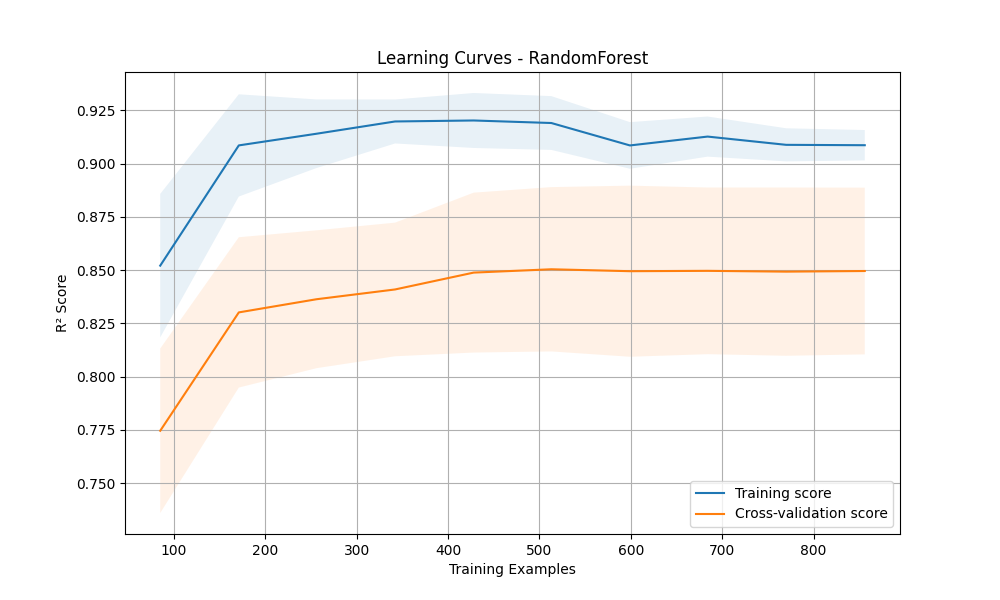 Learning Curves - RandomForest
R² Score
0.925
0.900
0.875
0.850
0.825
0.800
0.775
0.750
Training score
Cross-validation score
100 200 300 400 500 600 700 800
Training Examples